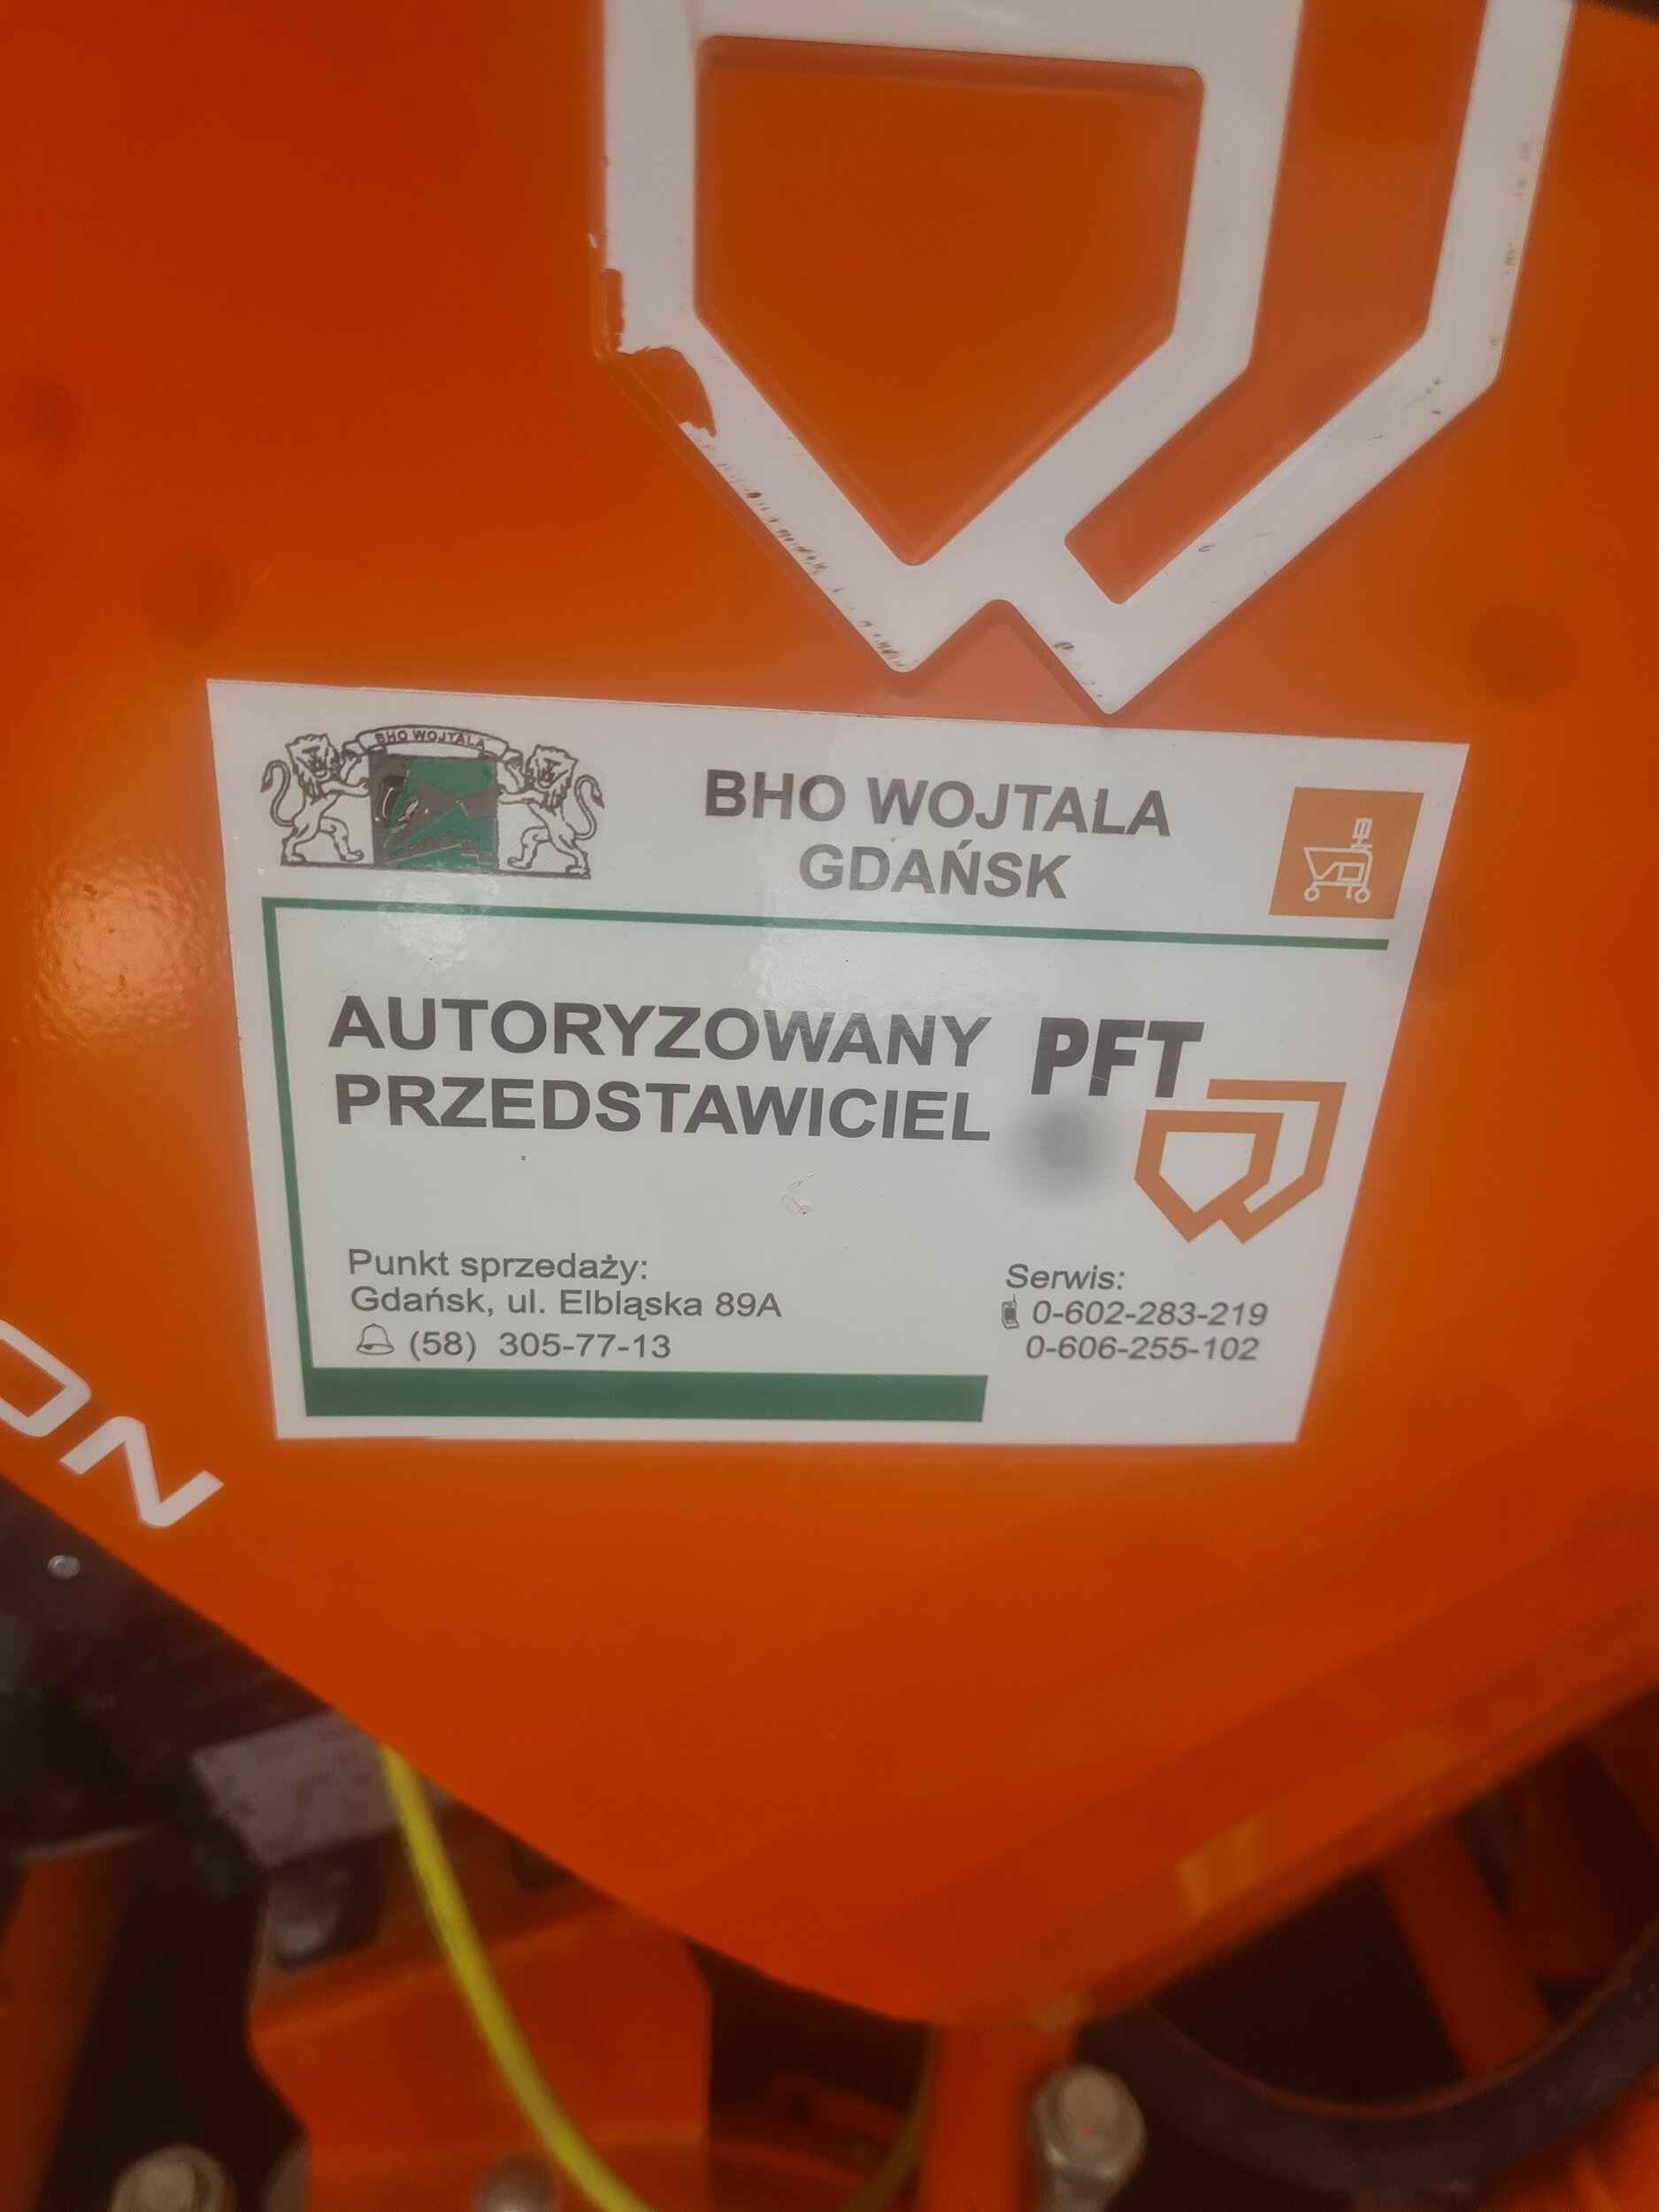 BHO WOJTALA
BHO WOJTALA
GDAŃSK
AUTORYZOWANY
PRZEDSTAWICIEL
PFT
Punkt sprzedaży:
Gdańsk, ul. Elbląska 89A
(58) 305-77-13
Serwis:
0-602-283-219
0-606-255-102
ON